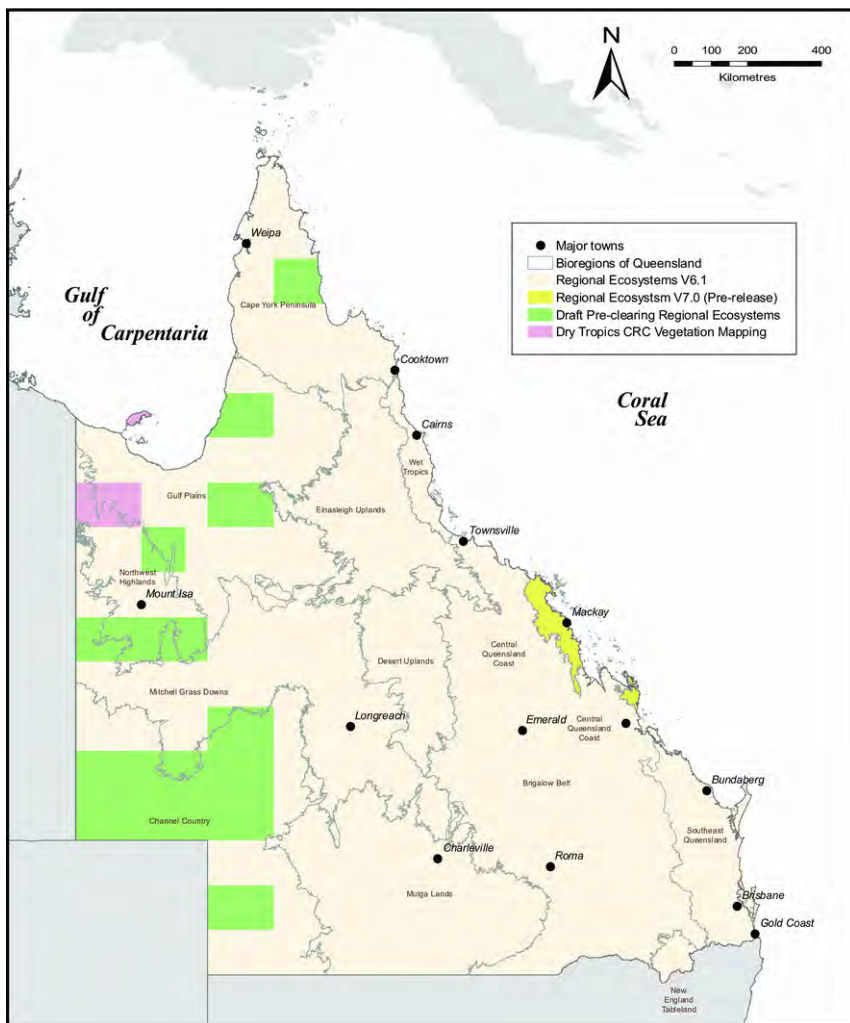 N
0 100 200 400
Kilometres
Major towns
Bioregions of Queensland
Regional Ecosystems V6.1
Regional Ecosystsm V7.0 (Pre-release)
Draft Pre-clearing Regional Ecosystems
Dry Tropics CRC Vegetation Mapping
Weipa
Gulf
of
Carpentaria
Cape York Peninsula
Cooktown
Coral
Sea
Cairns
Wet
Tropics
Gulf Plains
Einasleigh Uplands
Townsville
Northwest
Highlands
Mount Isa
Mackay
Central
Queensland
Coast
Desert Uplands
Mitchell Grass Downs
Longreach
Emerald
Central
Queensland
Coast
Brigalow Belt
Bundaberg
Channel Country
Southeast
Queensland
Charleville
Roma
Mulga Lands
Brisbane
Gold Coast
New
England
Tableland